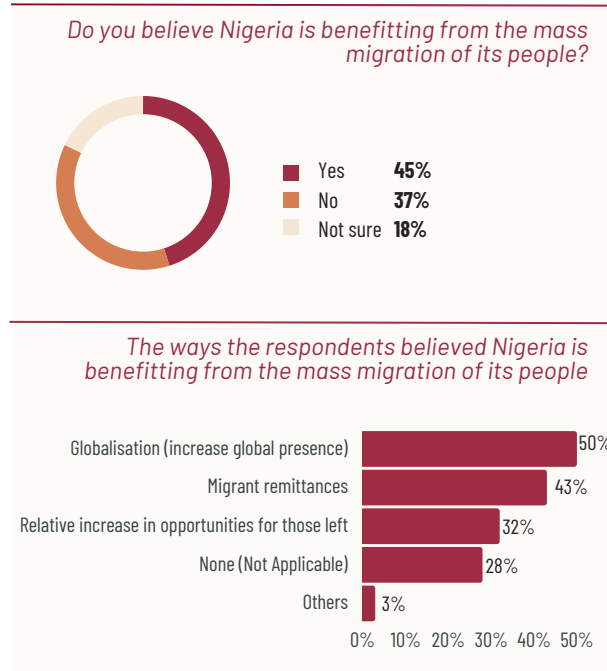 Do you believe Nigeria is benefitting from the mass
migration of its people?
Yes 45%
No 37%
Not sure 18%
The ways the respondents believed Nigeria is
benefitting from the mass migration of its people
Globalisation (increase global presence) 50%
Migrant remittances 43%
Relative increase in opportunities for those left 32%
None (Not Applicable) 28%
Others 3%
0% 10% 20% 30% 40% 50%